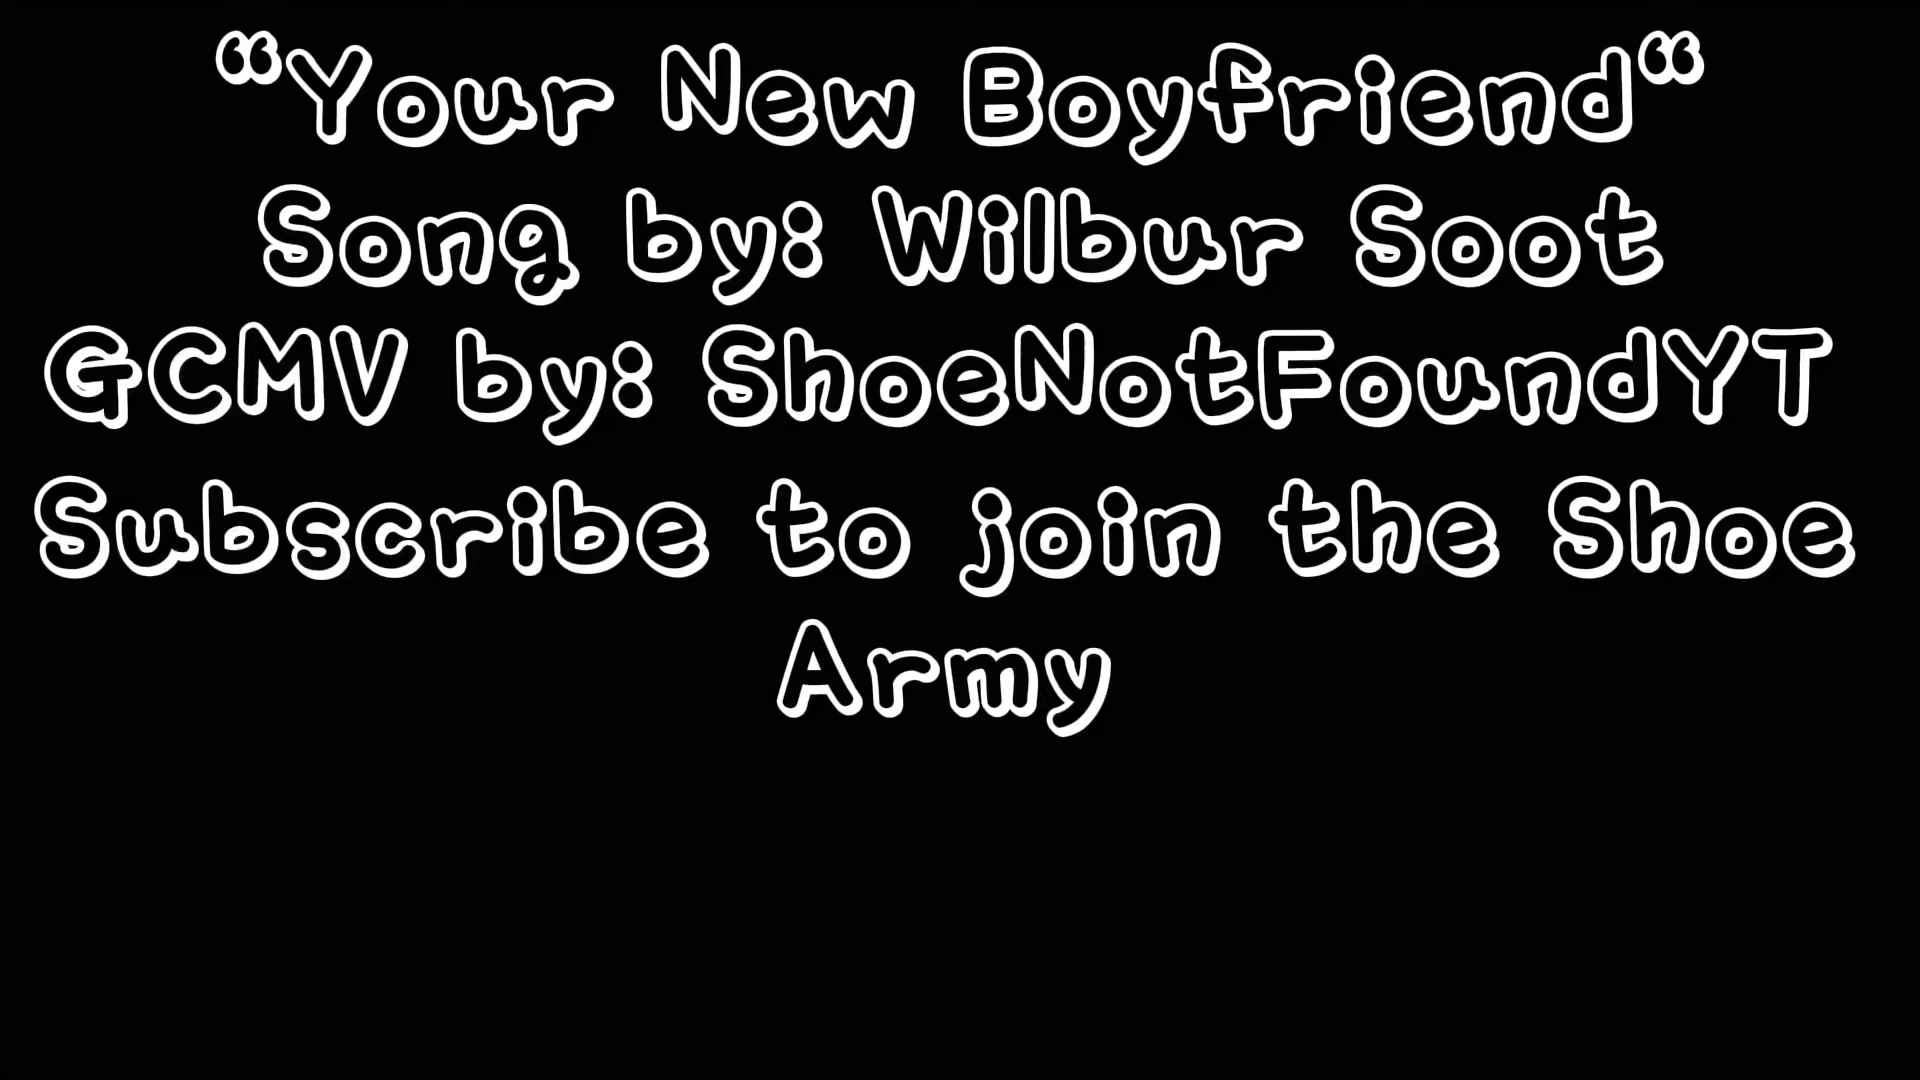 “Your New Boyfriend“
Song by: Wilbur Soot
GCMV by: ShoeNotFoundYT
Subscribe to join the Shoe
Army